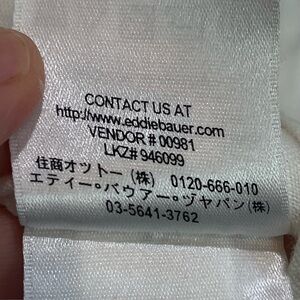 CONTACT US AT
http://www.eddiebauer.com
VENDOR # 00981
LKZ# 946099
住商オットー (株) 0120-666-010
エディー・バウアー・ヅャパン(株)
03-5641-3762